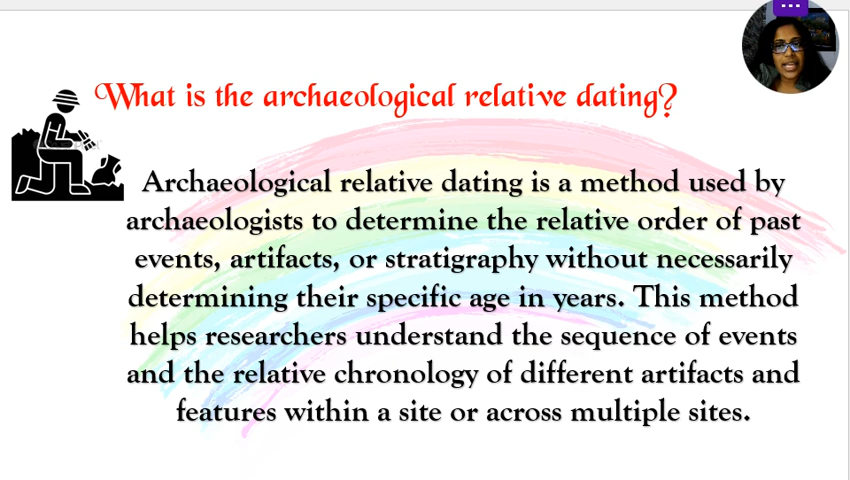 What is the archaeological relative dating?
Archaeological relative dating is a method used by
archaeologists to determine the relative order of past
events, artifacts, or stratigraphy without necessarily
determining their specific age in years. This method
helps researchers understand the sequence of events
and the relative chronology of different artifacts and
features within a site or across multiple sites.